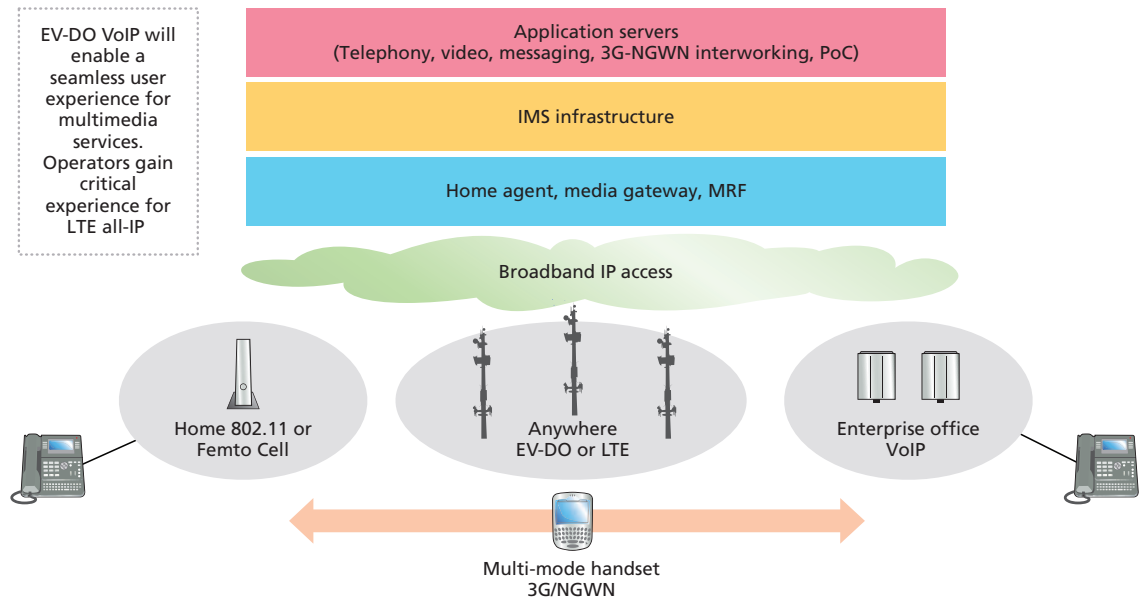 EV-DO VoIP will
enable a
seamless user
experience for
multimedia
services.
Operators gain
critical
experience for
LTE all-IP
Application servers
(Telephony, video, messaging, 3G-NGWN interworking, PoC)
IMS infrastructure
Home agent, media gateway, MRF
Broadband IP access
Home 802.11 or
Femto Cell
Anywhere
EV-DO or LTE
Enterprise office
VoIP
Multi-mode handset
3G/NGWN